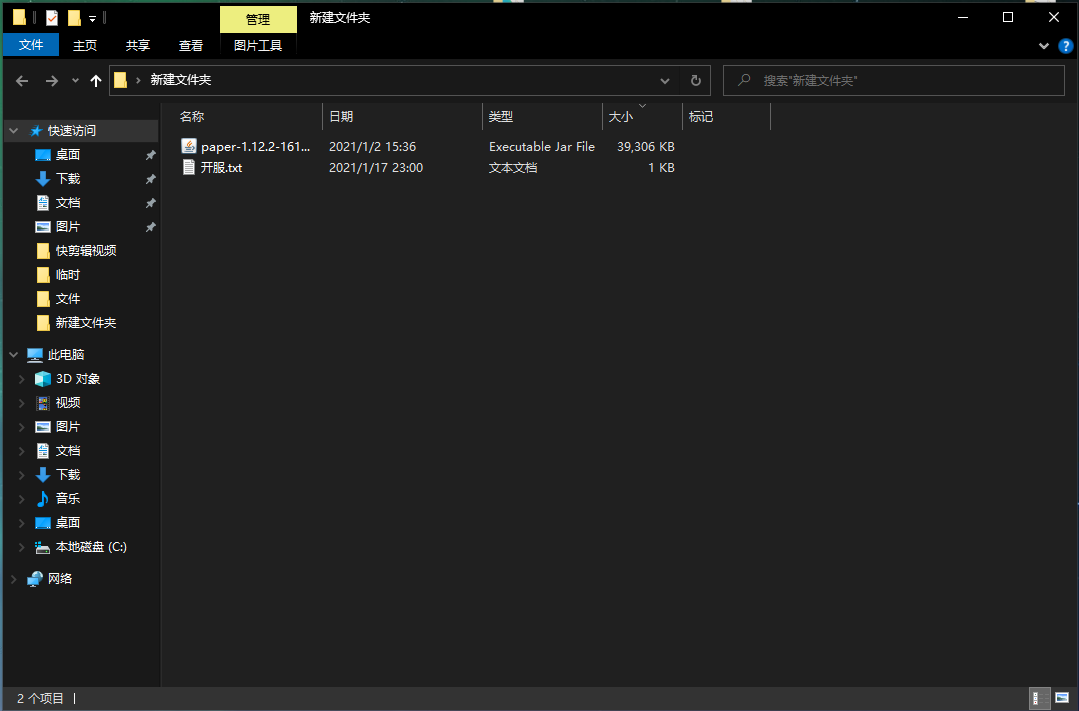 管理
新建文件夹
文件
主页
共享
查看
图片工具
新建文件夹
搜索"新建文件夹"
名称
日期
类型
大小
标记
paper-1.12.2-161... 2021/1/2 15:36 Executable Jar File 39,306 KB
开服.txt 2021/1/17 23:00 文本文档 1 KB
快速访问
桌面
下载
文档
图片
快剪辑视频
临时
文件
新建文件夹
此电脑
3D 对象
视频
图片
文档
下载
音乐
桌面
本地磁盘 (C:)
网络
2 个项目